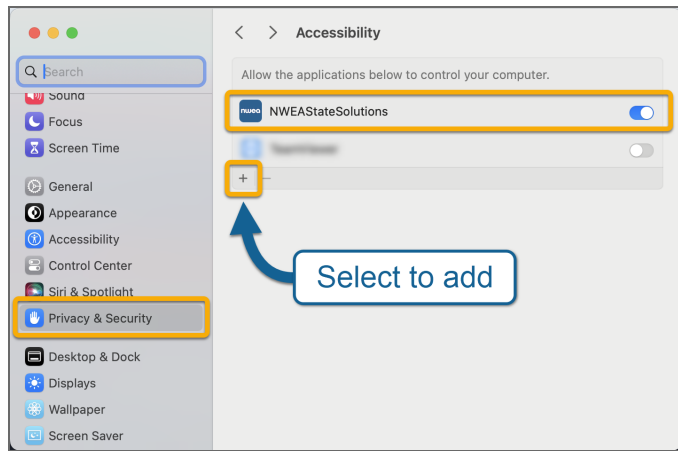 Accessibility
Search
Allow the applications below to control your computer.
Sound
nwea NWEAStateSolutions
Focus
Screen Time
General
Appearance
Accessibility
Control Center
Siri & Spotlight
Privacy & Security
Desktop & Dock
Displays
Wallpaper
Screen Saver
+ −
Select to add